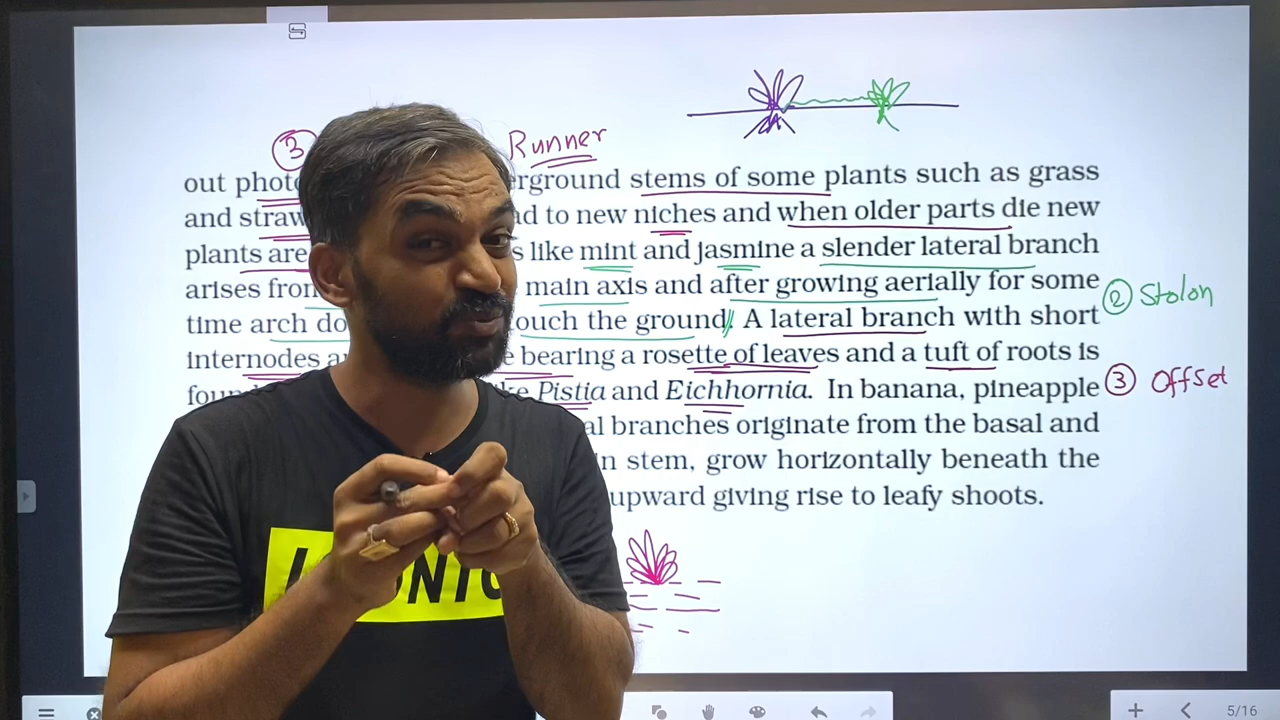 ③ Runner
out photo erground stems of some plants such as grass
and straw ad to new niches and when older parts die new
plants are s like mint and jasmine a slender lateral branch
arises from main axis and after growing aerially for some
time arch do ouch the ground. A lateral branch with short
② Stolon
internodes a e bearing a rosette of leaves and a tuft of roots is
foun ke Pistia and Eichhornia. In banana, pineapple
③ Offset
al branches originate from the basal and
n stem, grow horizontally beneath the
upward giving rise to leafy shoots.
5/16